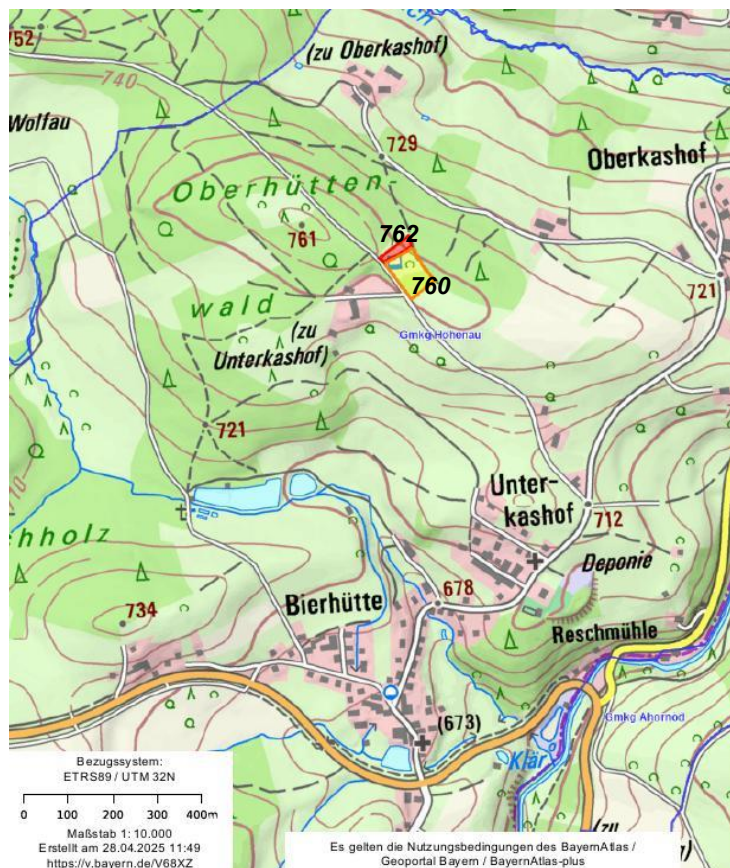 752
(zu Oberkashof)
740
Wolfau
729
Oberkashof
Oberhütten-
761
762
760
721
wald
(zu
Unterkashof)
Gmkg Hohenau
721
Unter-
kashof
712
Deponie
chholz
734
Bierhütte
678
Reschmühle
(673)
Gmkg Ahornöd
Klär
(zu
Bezugssystem:
ETRS89 / UTM 32N
0 100 200 300 400m
Maßstab 1: 10.000
Erstellt am 28.04.2025 11:49
https://v.bayern.de/V68XZ
Es gelten die Nutzungsbedingungen des BayernAtlas /
Geoportal Bayern / BayernAtlas-plus